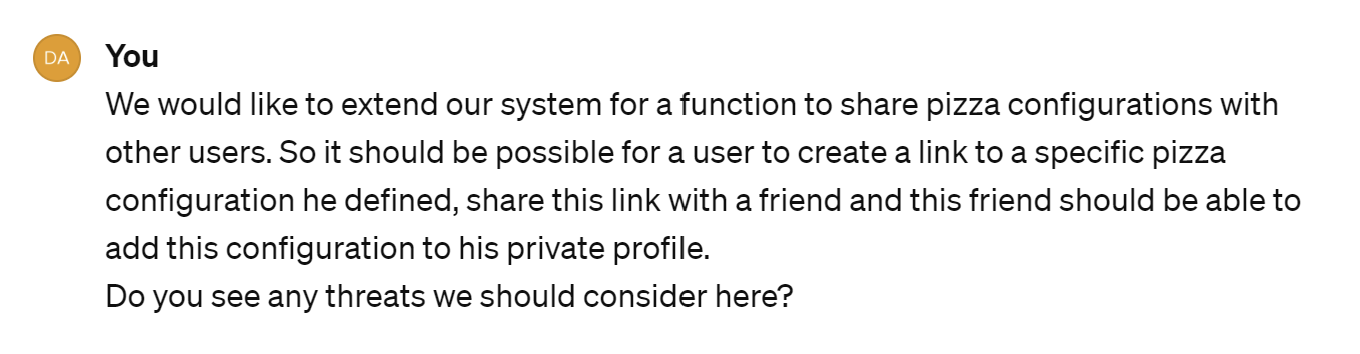 DA
You
We would like to extend our system for a function to share pizza configurations with
other users. So it should be possible for a user to create a link to a specific pizza
configuration he defined, share this link with a friend and this friend should be able to
add this configuration to his private profile.
Do you see any threats we should consider here?